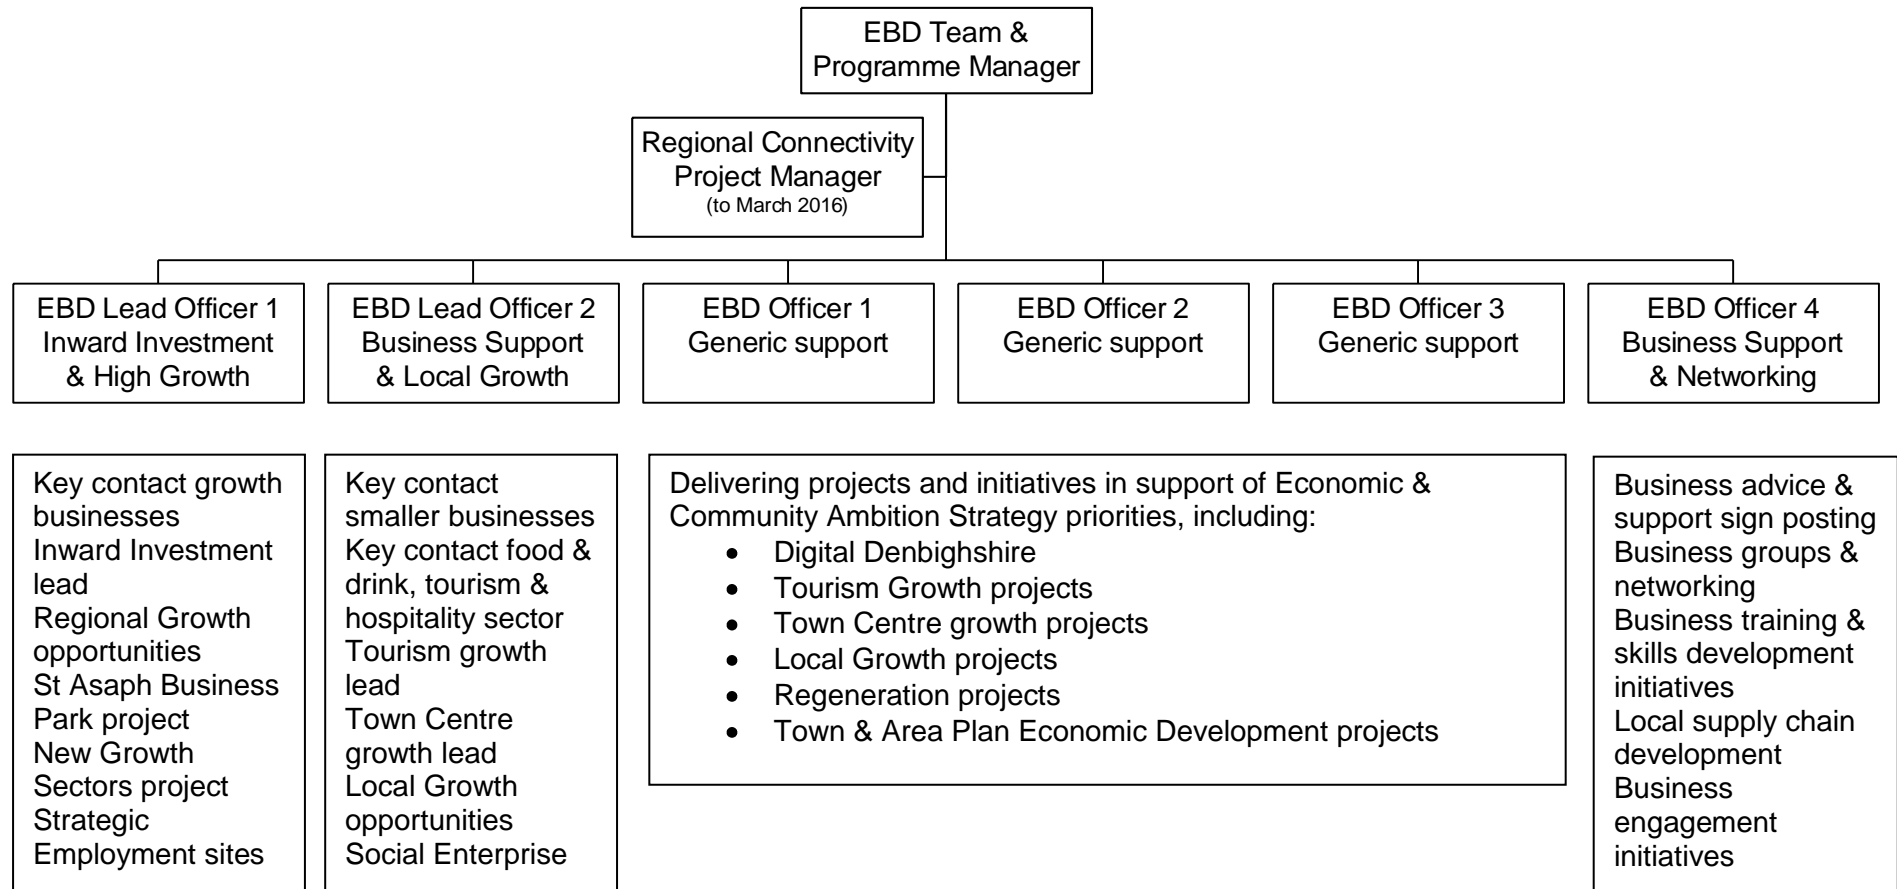 EBD Team &
Programme Manager
Regional Connectivity
Project Manager
(to March 2016)
EBD Lead Officer 1
Inward Investment
& High Growth
EBD Lead Officer 2
Business Support
& Local Growth
EBD Officer 1
Generic support
EBD Officer 2
Generic support
EBD Officer 3
Generic support
EBD Officer 4
Business Support
& Networking
Key contact growth
businesses
Inward Investment
lead
Regional Growth
opportunities
St Asaph Business
Park project
New Growth
Sectors project
Strategic
Employment sites
Key contact
smaller businesses
Key contact food &
drink, tourism &
hospitality sector
Tourism growth
lead
Town Centre
growth lead
Local Growth
opportunities
Social Enterprise
Delivering projects and initiatives in support of Economic &
Community Ambition Strategy priorities, including:
• Digital Denbighshire
• Tourism Growth projects
• Town Centre growth projects
• Local Growth projects
• Regeneration projects
• Town & Area Plan Economic Development projects
Business advice &
support sign posting
Business groups &
networking
Business training &
skills development
initiatives
Local supply chain
development
Business
engagement
initiatives